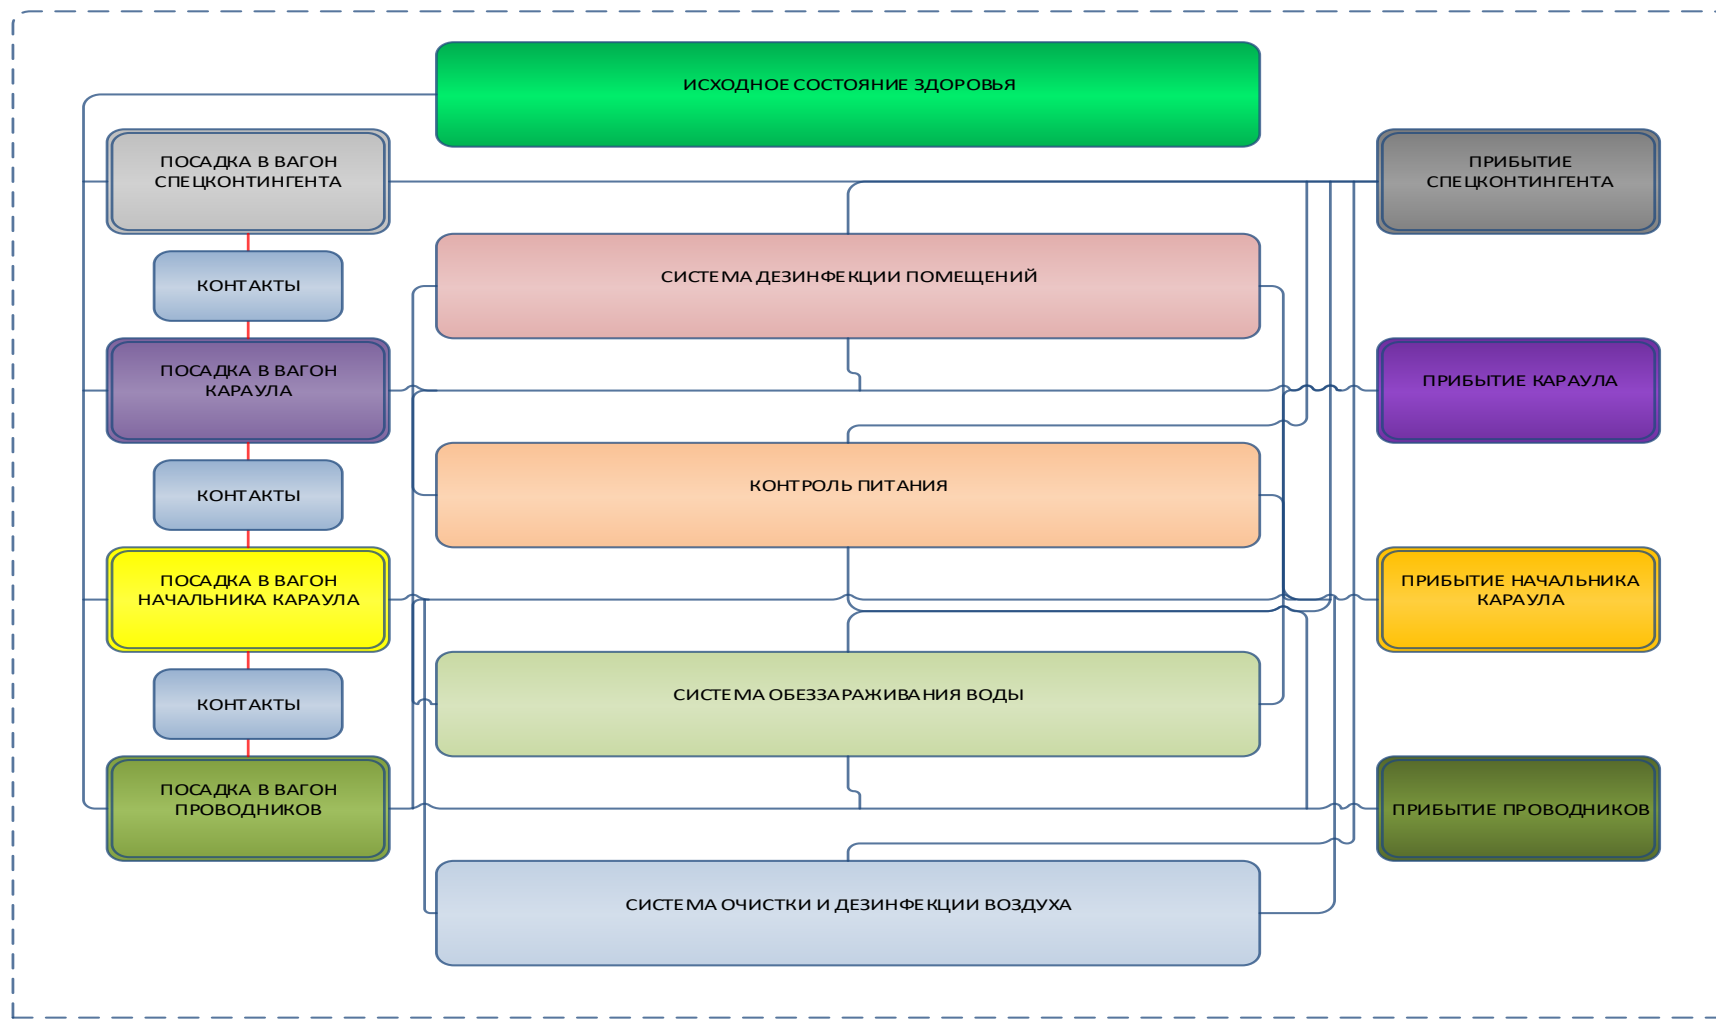 ИСХОДНОЕ СОСТОЯНИЕ ЗДОРОВЬЯ
ПОСАДКА В ВАГОН
СПЕЦКОНТИНГЕНТА
ПРИБЫТИЕ
СПЕЦКОНТИНГЕНТА
КОНТАКТЫ
СИСТЕМА ДЕЗИНФЕКЦИИ ПОМЕЩЕНИЙ
ПОСАДКА В ВАГОН
КАРАУЛА
ПРИБЫТИЕ КАРАУЛА
КОНТАКТЫ
КОНТРОЛЬ ПИТАНИЯ
ПОСАДКА В ВАГОН
НАЧАЛЬНИКА КАРАУЛА
ПРИБЫТИЕ НАЧАЛЬНИКА
КАРАУЛА
КОНТАКТЫ
СИСТЕМА ОБЕЗЗАРАЖИВАНИЯ ВОДЫ
ПОСАДКА В ВАГОН
ПРОВОДНИКОВ
ПРИБЫТИЕ ПРОВОДНИКОВ
СИСТЕМА ОЧИСТКИ И ДЕЗИНФЕКЦИИ ВОЗДУХА